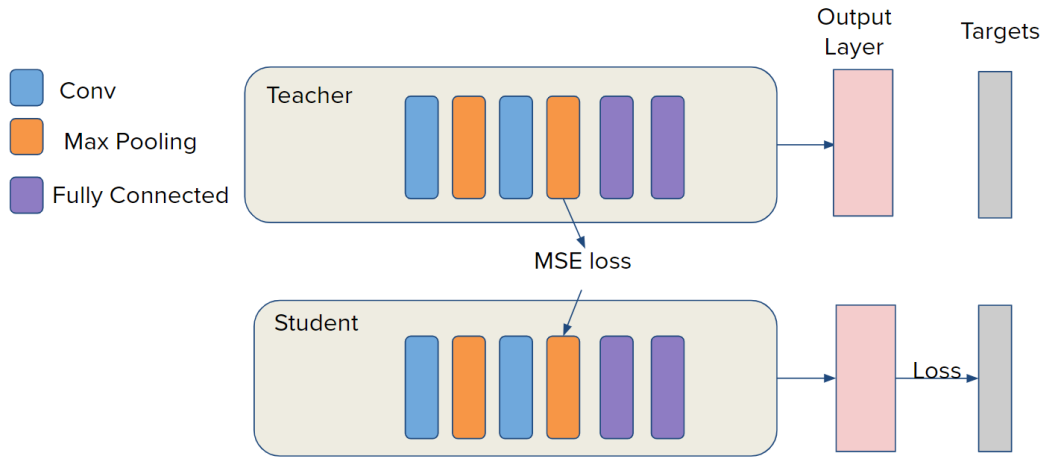 Output
Layer
Targets
Conv
Max Pooling
Fully Connected
Teacher
MSE loss
Student
Loss